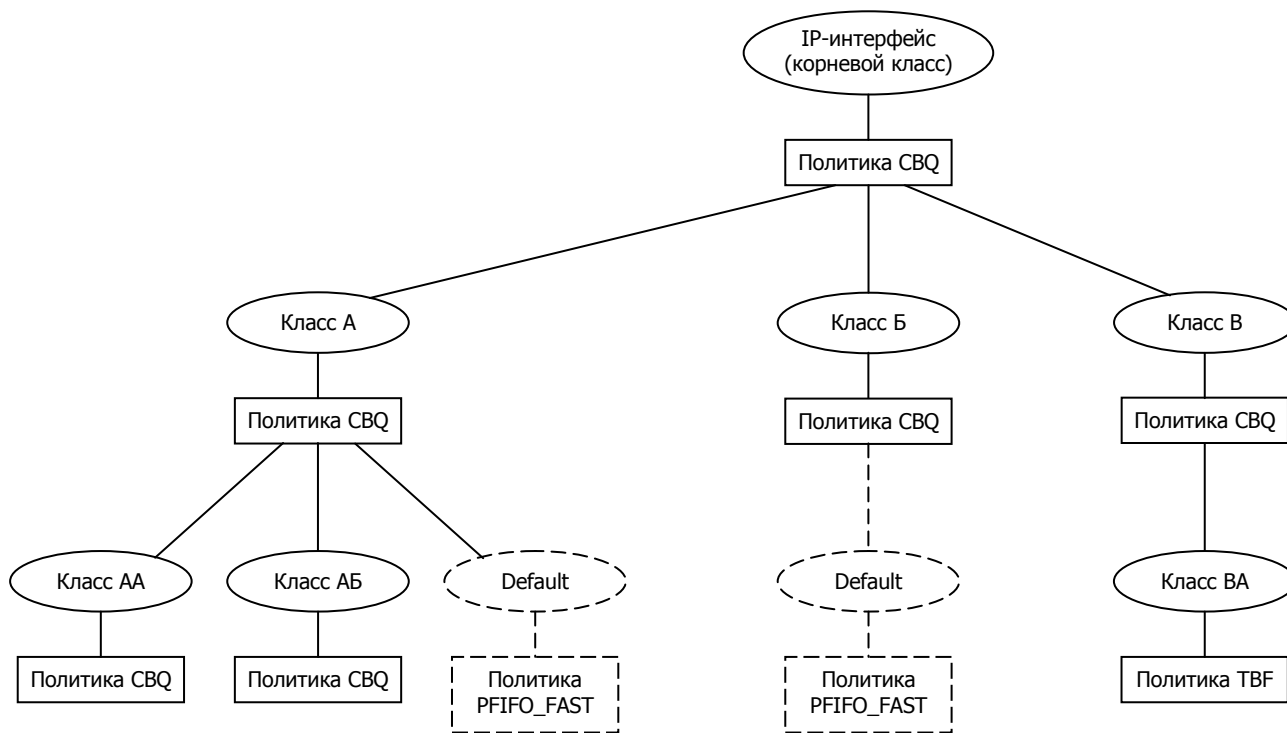 IP-интерфейс
(корневой класс)
Политика CBQ
Класс А
Класс Б
Класс В
Политика CBQ
Политика CBQ
Политика CBQ
Класс АА
Класс АБ
Default
Default
Класс ВА
Политика CBQ
Политика CBQ
Политика
PFIFO_FAST
Политика
PFIFO_FAST
Политика TBF